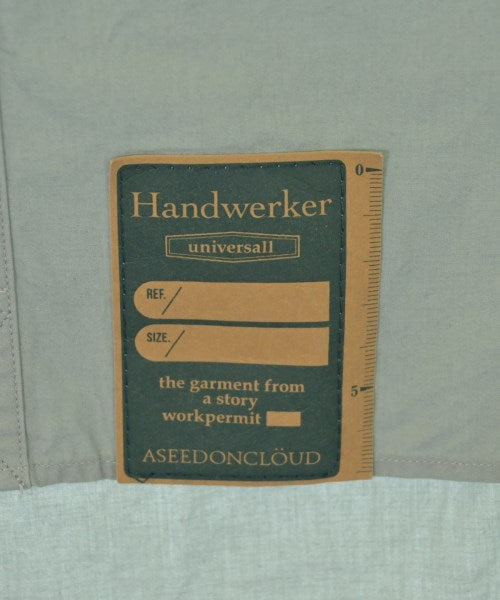 Handwerker
universall
REF./
SIZE./
the garment from
a story
workpermit
ASEEDONCLÖUD
0
5